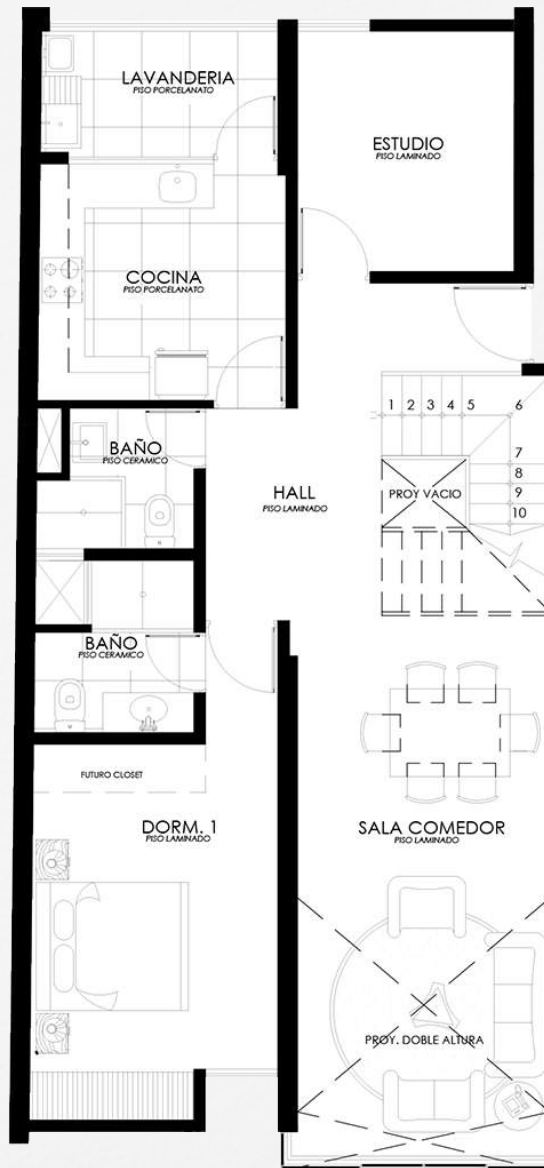 LAVANDERIA
PISO PORCELANATO
ESTUDIO
PISO LAMINADO
COCINA
PISO PORCELANATO
1 2 3 4 5 6
7
8
9
10
BAÑO
PISO CERAMICO
HALL
PISO LAMINADO
PROY VACIO
BAÑO
PISO CERAMICO
FUTURO CLOSET
DORM. 1
PISO LAMINADO
SALA COMEDOR
PISO LAMINADO
PROY. DOBLE ALTURA